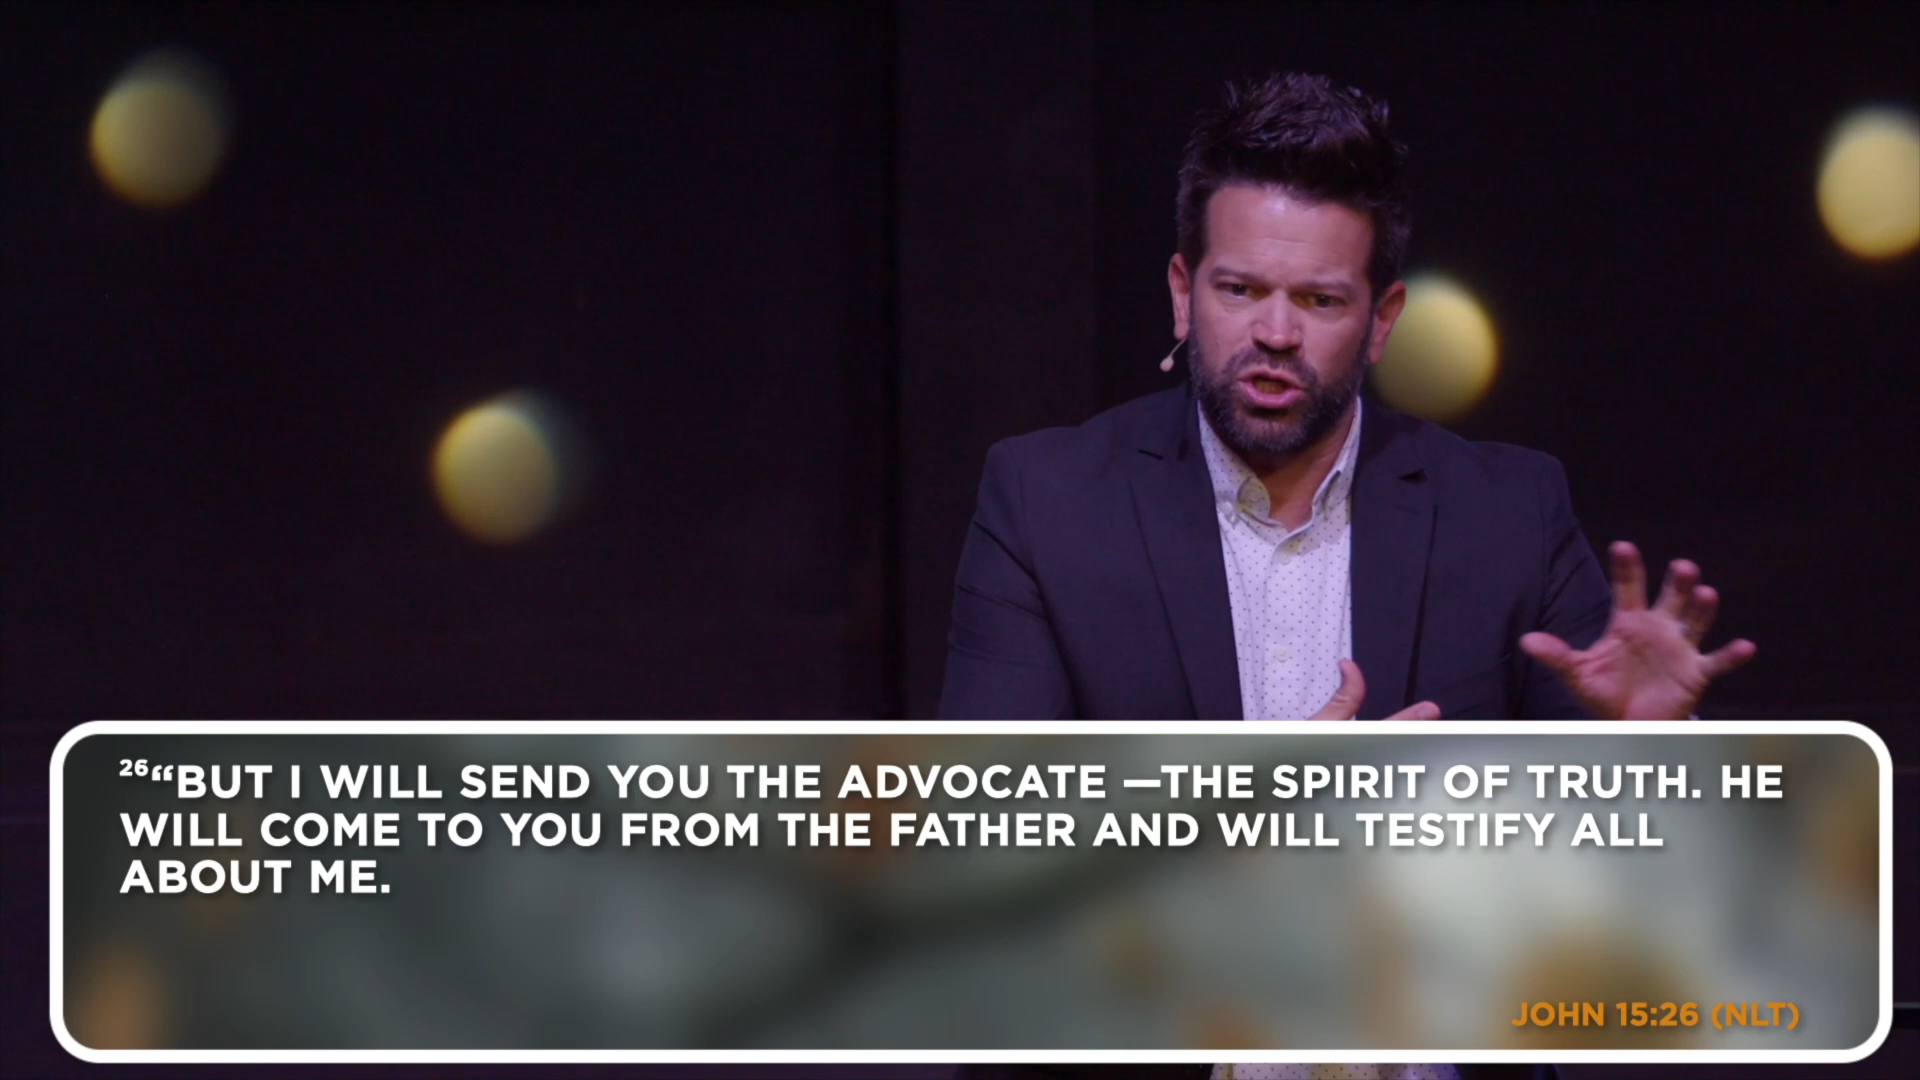 26“BUT I WILL SEND YOU THE ADVOCATE —THE SPIRIT OF TRUTH. HE
WILL COME TO YOU FROM THE FATHER AND WILL TESTIFY ALL
ABOUT ME.
JOHN 15:26 (NLT)